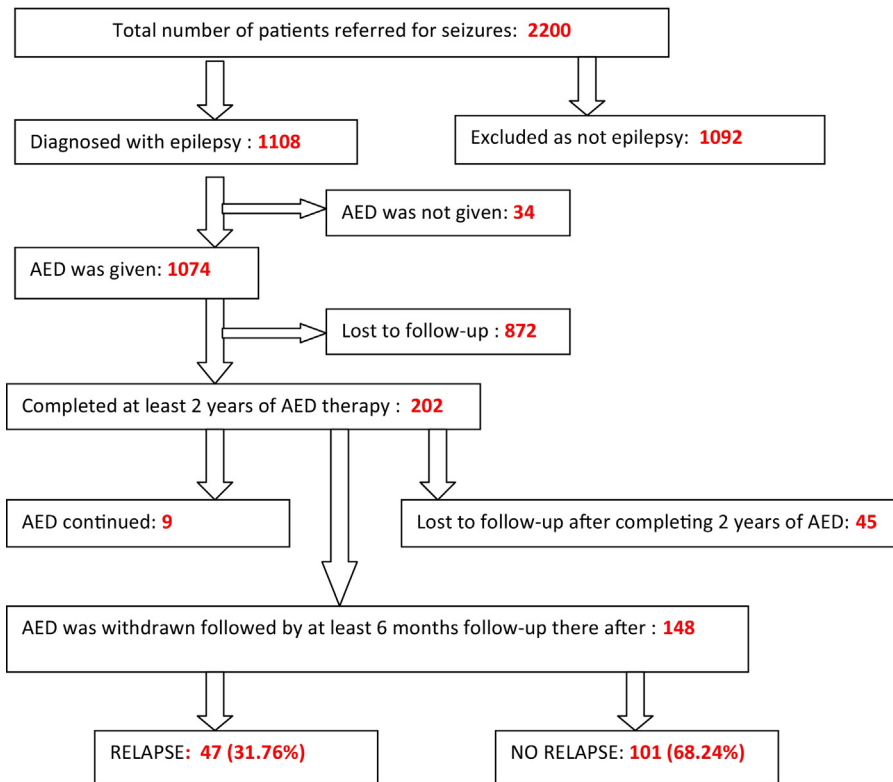 Total number of patients referred for seizures: 2200
Diagnosed with epilepsy : 1108
Excluded as not epilepsy: 1092
AED was not given: 34
AED was given: 1074
Lost to follow-up : 872
Completed at least 2 years of AED therapy : 202
AED continued: 9
Lost to follow-up after completing 2 years of AED: 45
AED was withdrawn followed by at least 6 months follow-up there after : 148
RELAPSE: 47 (31.76%)
NO RELAPSE: 101 (68.24%)